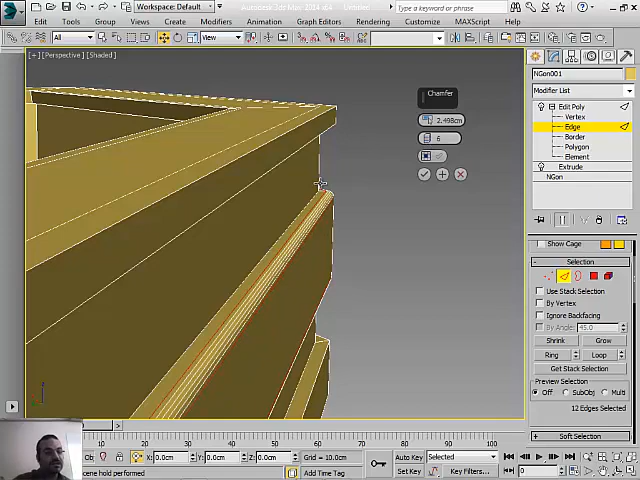 Workspace: Default
Autodesk 3ds Max 2014 x64
Untitled
Type a keyword or phrase
Edit Tools Group Views Create Modifiers Animation Graph Editors Rendering Customize MAXScript Help
All
View
[+] [Perspective] [Shaded]
Chamfer
2.498cm
6
NGon001
Modifier List
Edit Poly
Vertex
Edge
Border
Polygon
Element
Extrude
NGon
Show Cage
Selection
Use Stack Selection
By Vertex
Ignore Backfacing
By Angle: 45.0
Shrink Grow
Ring Loop
Get Stack Selection
Preview Selection
Off SubObj Multi
12 Edges Selected
Soft Selection
10 20 30 40 50 60 70 80 90 100
X: 0.0cm Y: 0.0cm Z: 0.0cm Grid = 10.0cm Auto Key Selected
cene hold performed Add Time Tag Set Key Key Filters... 0